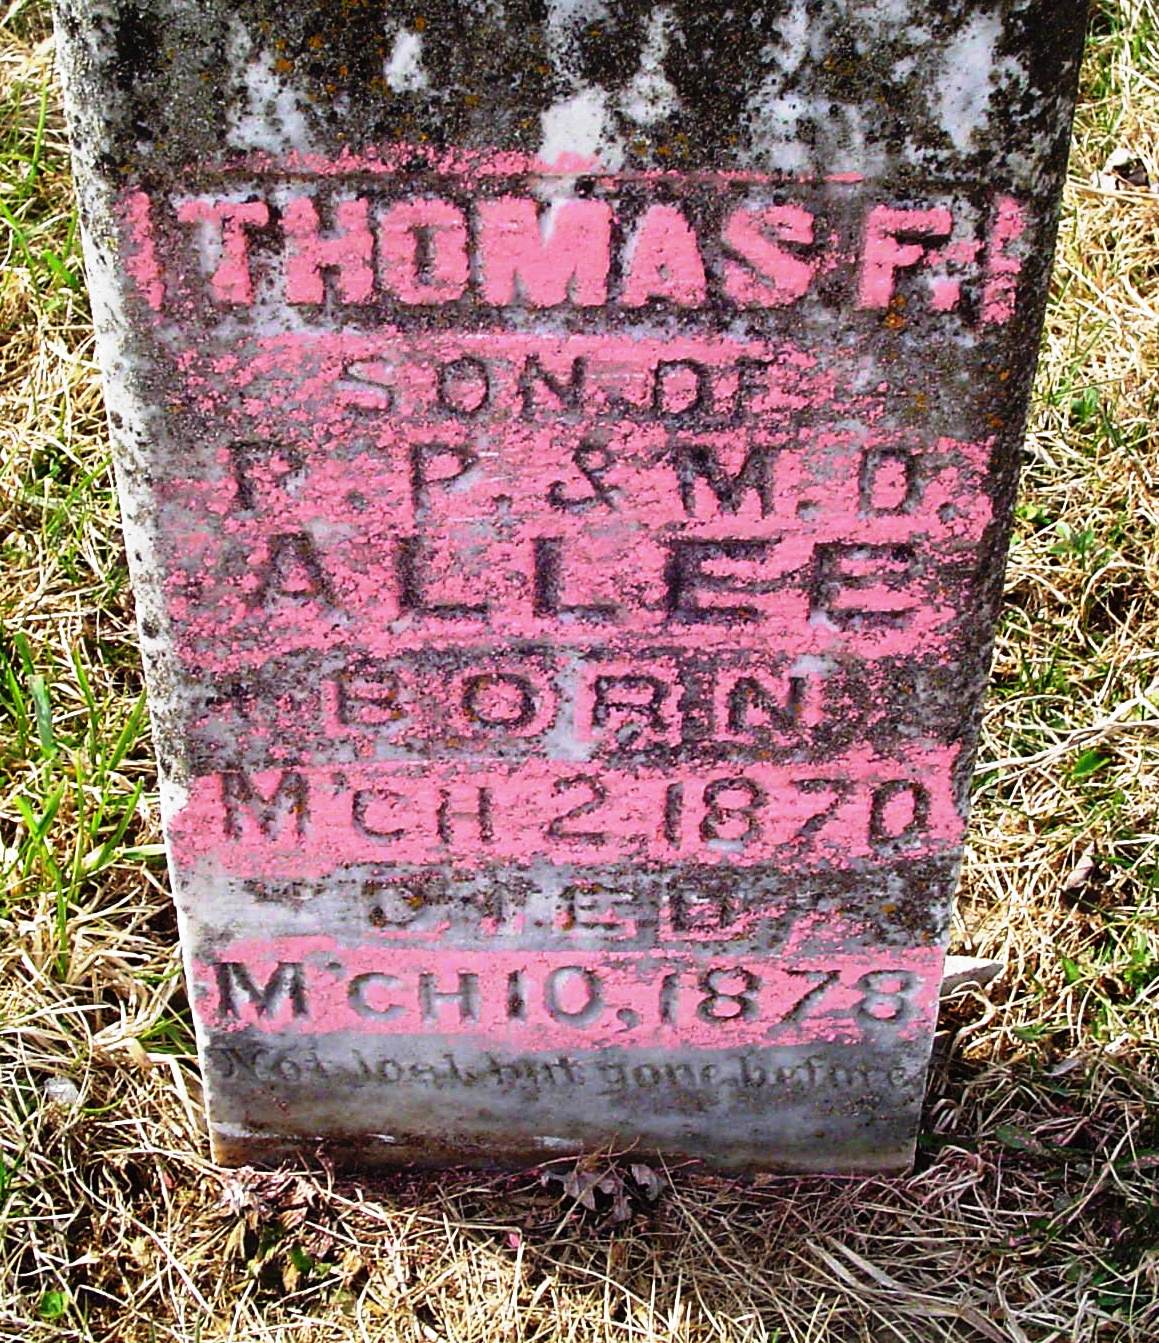 THOMAS F.
SON OF
P. P. & M. D.
ALLEE
BORN
M'CH 2 1870
DIED
M'CH 10, 1878
Not lost, but gone before